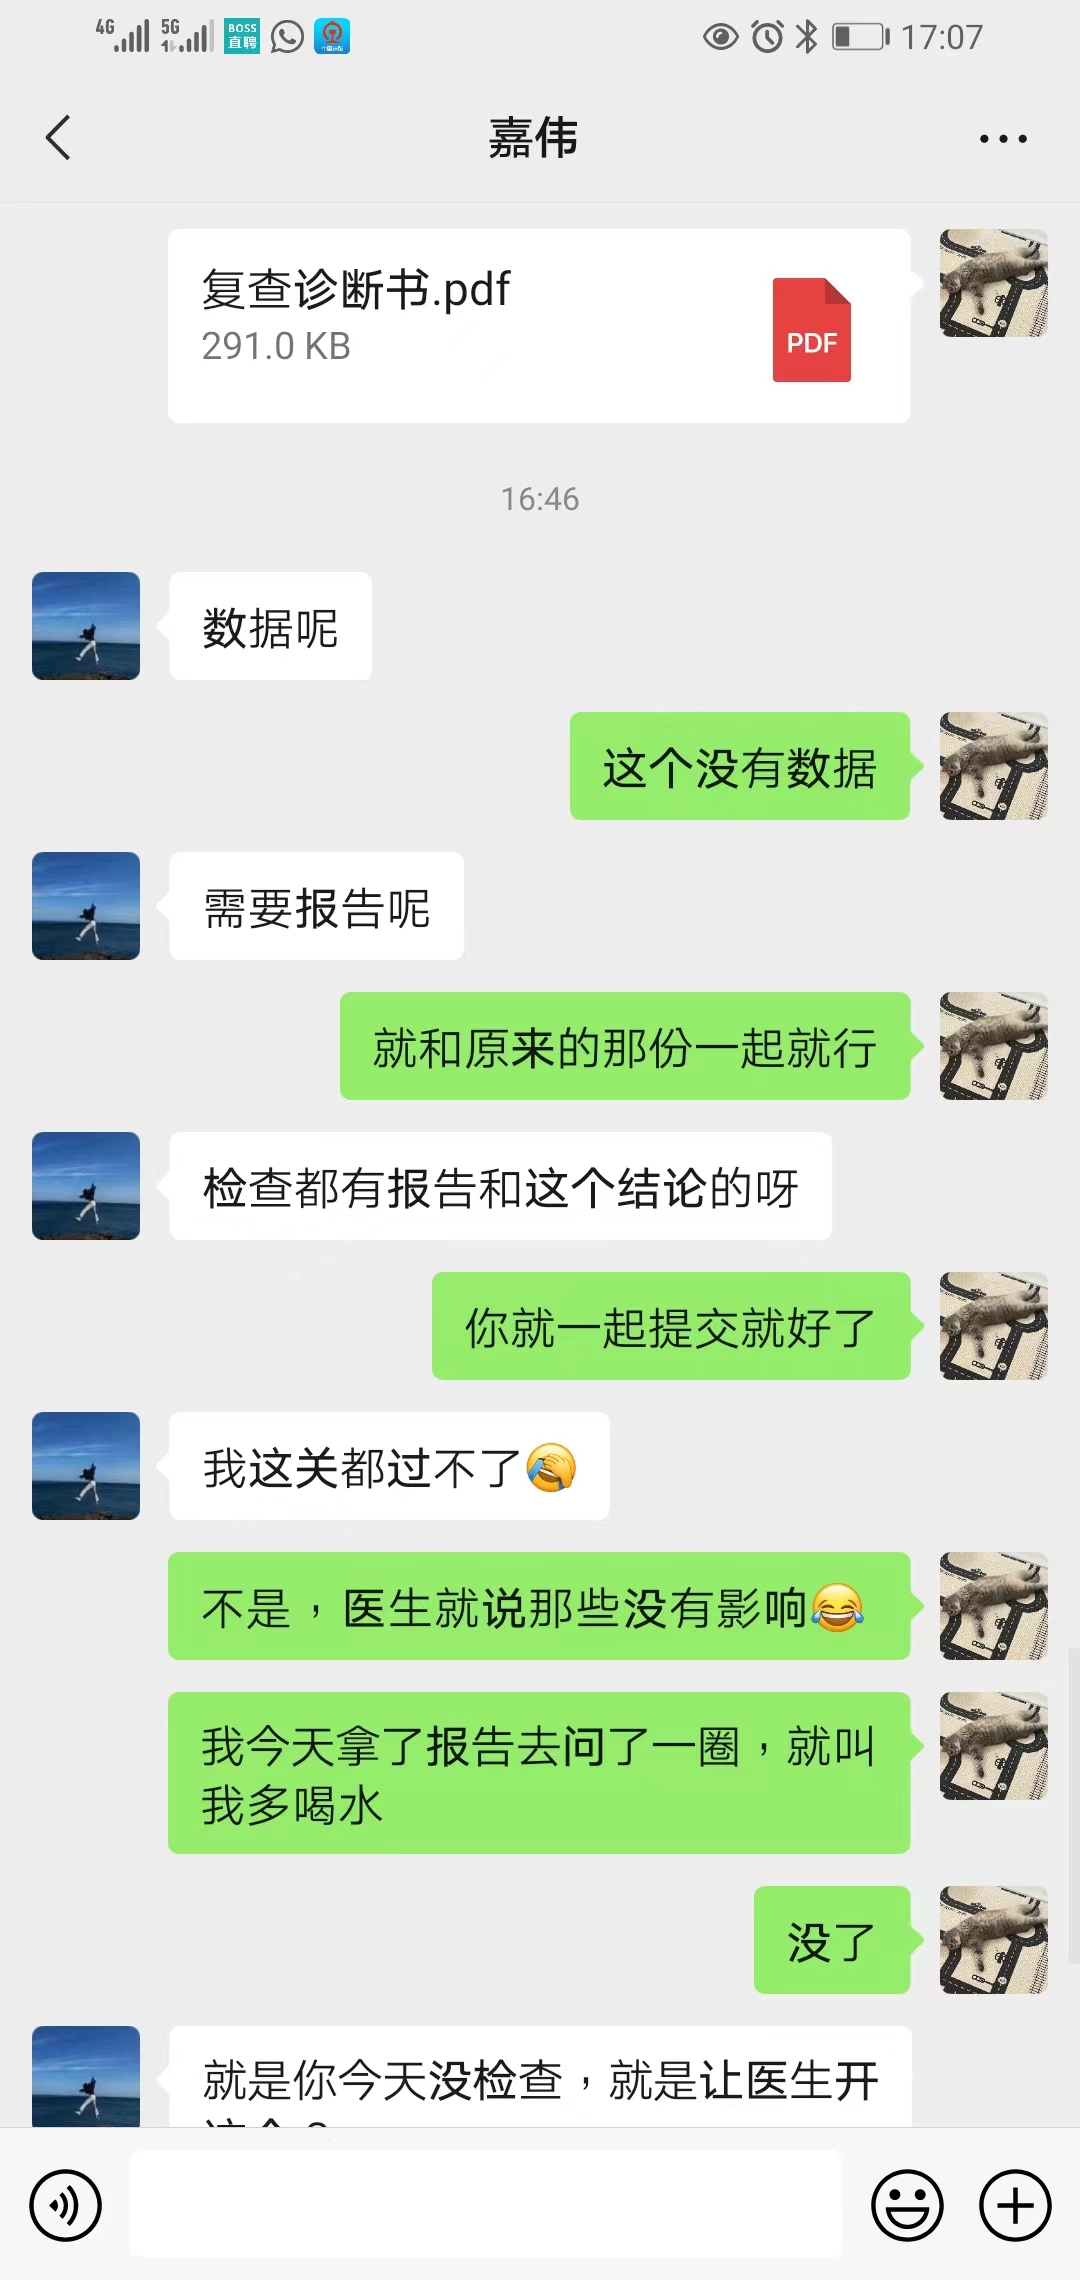 4G 5G BOSS 直聘 17:07
嘉伟
复查诊断书.pdf
291.0 KB
PDF
16:46
数据呢
这个没有数据
需要报告呢
就和原来的那份一起就行
检查都有报告和这个结论的呀
你就一起提交就好了
我这关都过不了🤦
不是，医生就说那些没有影响😂
我今天拿了报告去问了一圈，就叫
我多喝水
没了
就是你今天没检查，就是让医生开